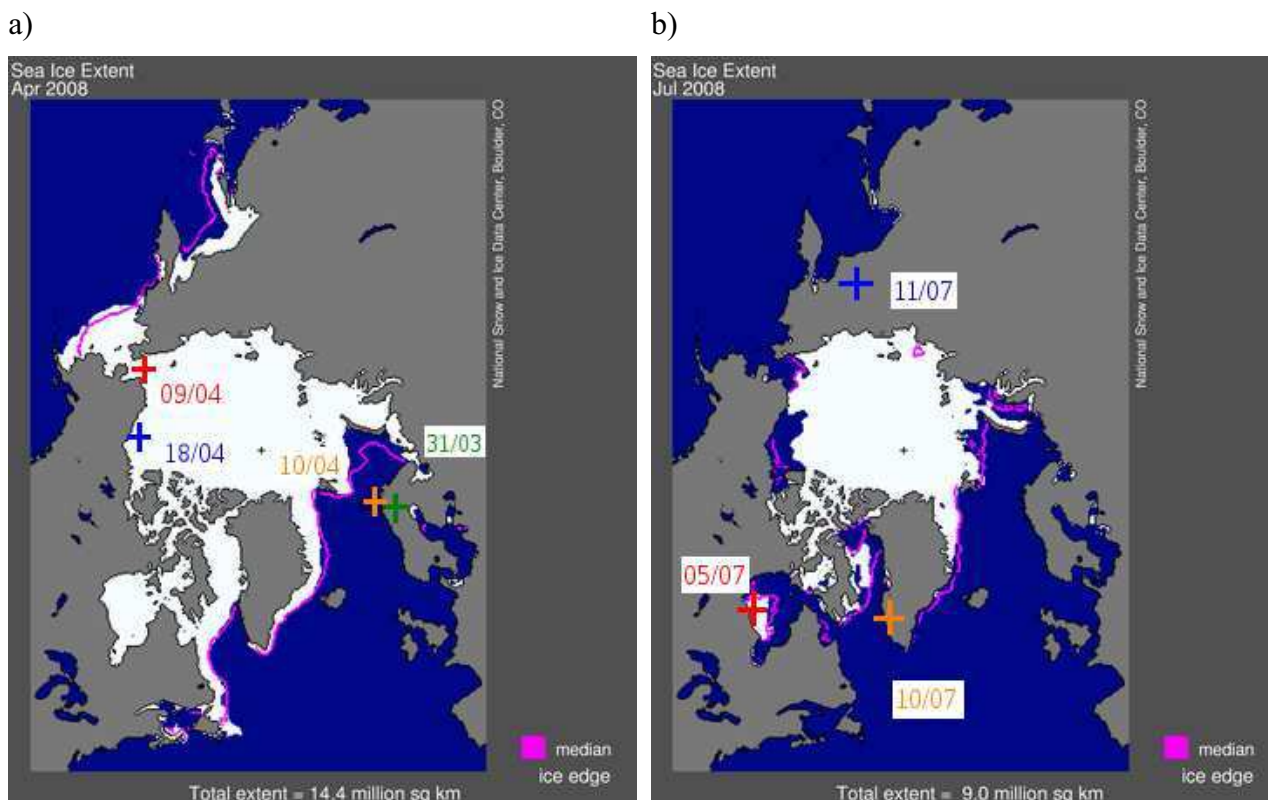 a)
Sea Ice Extent
Apr 2008
National Snow and Ice Data Center, Boulder, CO
09/04
18/04
10/04
31/03
median
ice edge
Total extent = 14.4 million sq km
b)
Sea Ice Extent
Jul 2008
National Snow and Ice Data Center, Boulder, CO
11/07
05/07
10/07
median
ice edge
Total extent = 9.0 million sq km